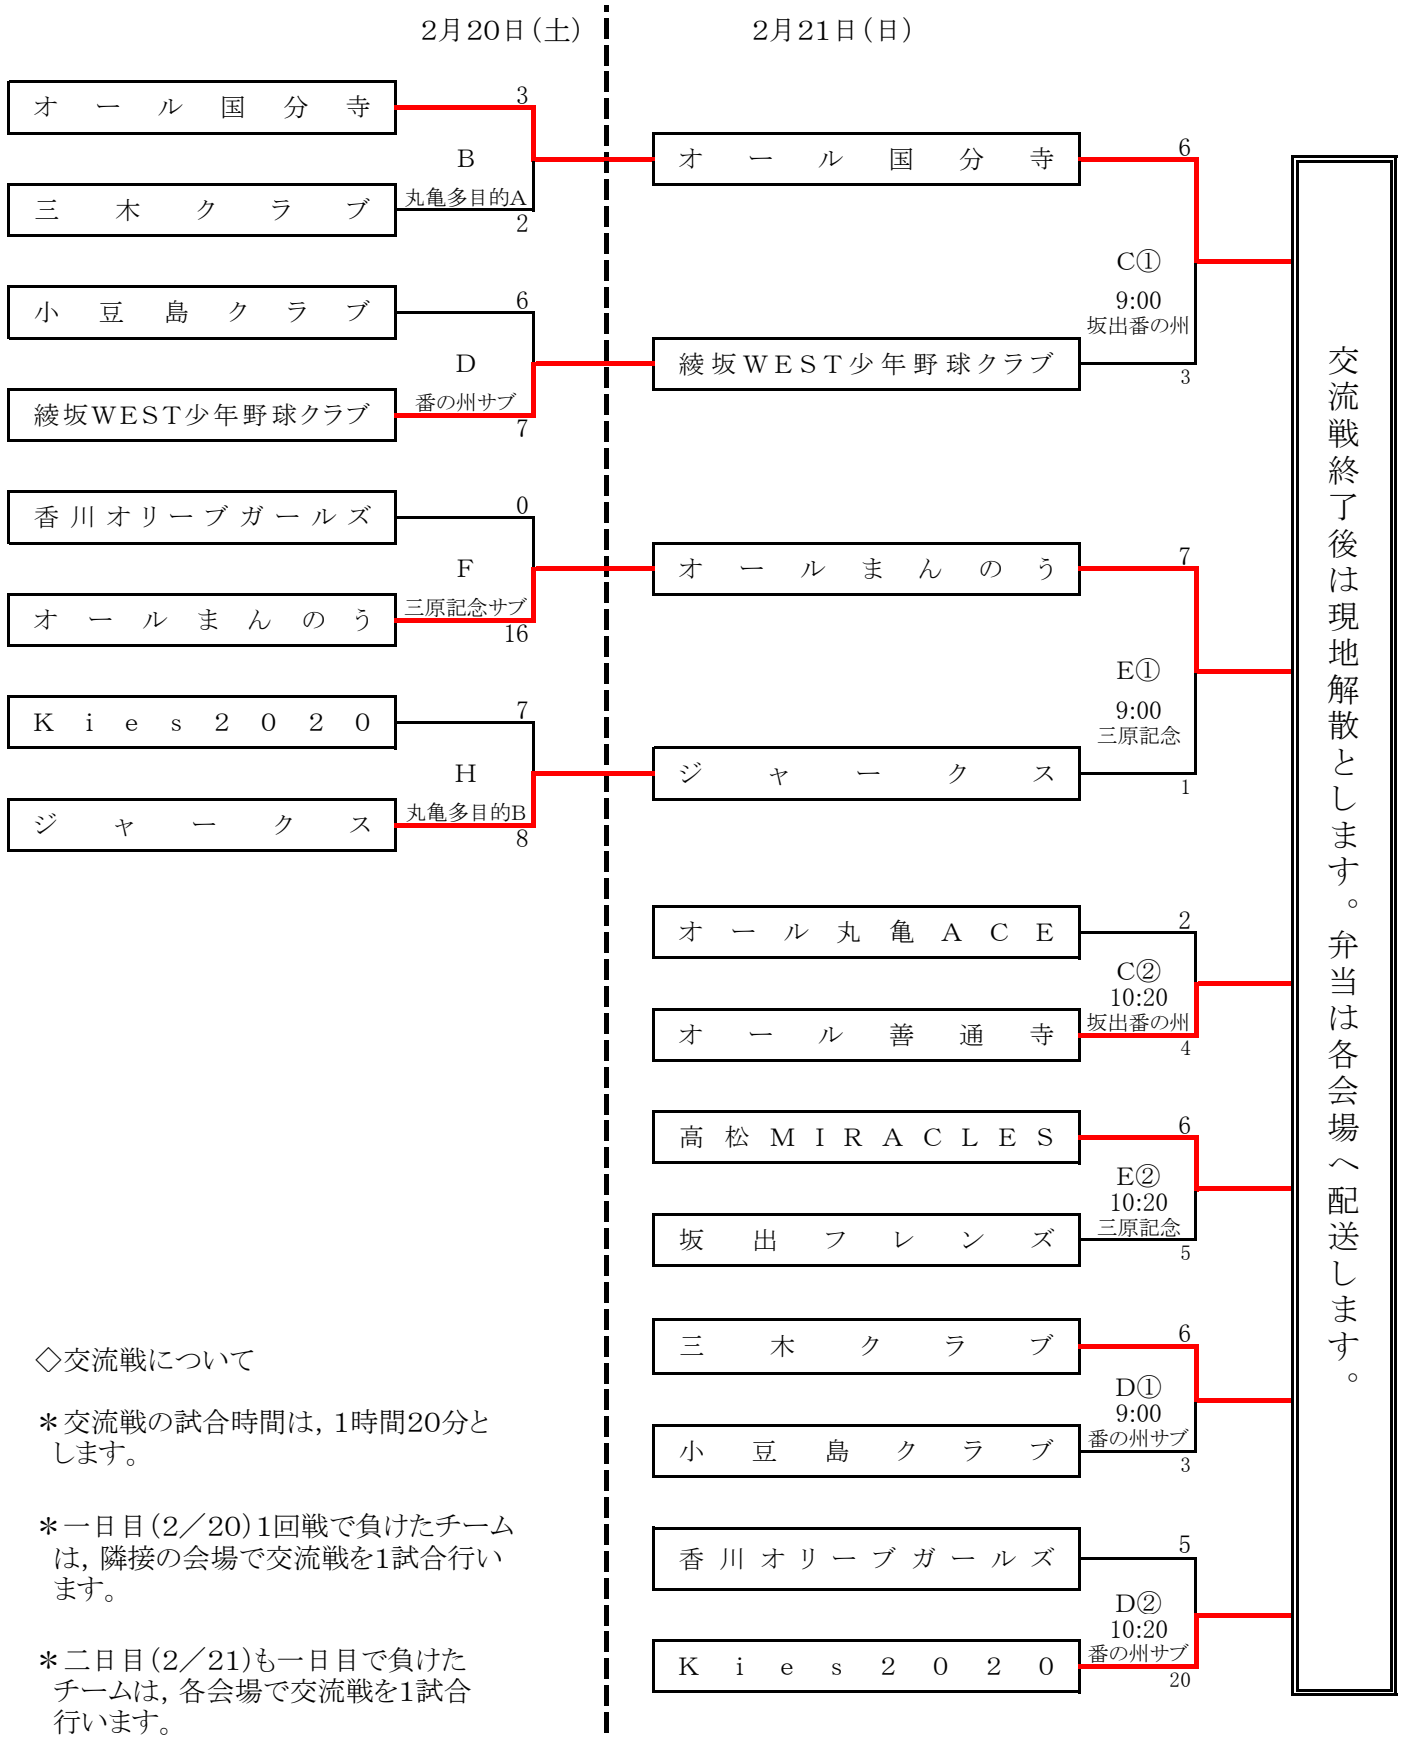 2月20日(土)
2月21日(日)
オール国分寺
3
B
丸亀多目的A
三木クラブ
2
小豆島クラブ
6
D
番の州サブ
綾坂WEST少年野球クラブ
7
香川オリーブガールズ
0
F
三原記念サブ
オールまんのう
16
Kies2020
7
H
丸亀多目的B
ジャークス
8
オール国分寺
6
C①
9:00
坂出番の州
綾坂WEST少年野球クラブ
3
オールまんのう
7
E①
9:00
三原記念
ジャークス
1
オール丸亀ACE
2
C②
10:20
坂出番の州
オール善通寺
4
高松MIRACLES
6
E②
10:20
三原記念
坂出フレンズ
5
三木クラブ
6
D①
9:00
番の州サブ
小豆島クラブ
3
香川オリーブガールズ
5
D②
10:20
番の州サブ
Kies2020
20
交流戦終了後は現地解散とします。弁当は各会場へ配送します。
◇交流戦について
＊交流戦の試合時間は，1時間20分と
します。
＊一日目(2／20)1回戦で負けたチーム
は，隣接の会場で交流戦を1試合行い
ます。
＊二日目(2／21)も一日目で負けた
チームは，各会場で交流戦を1試合
行います。